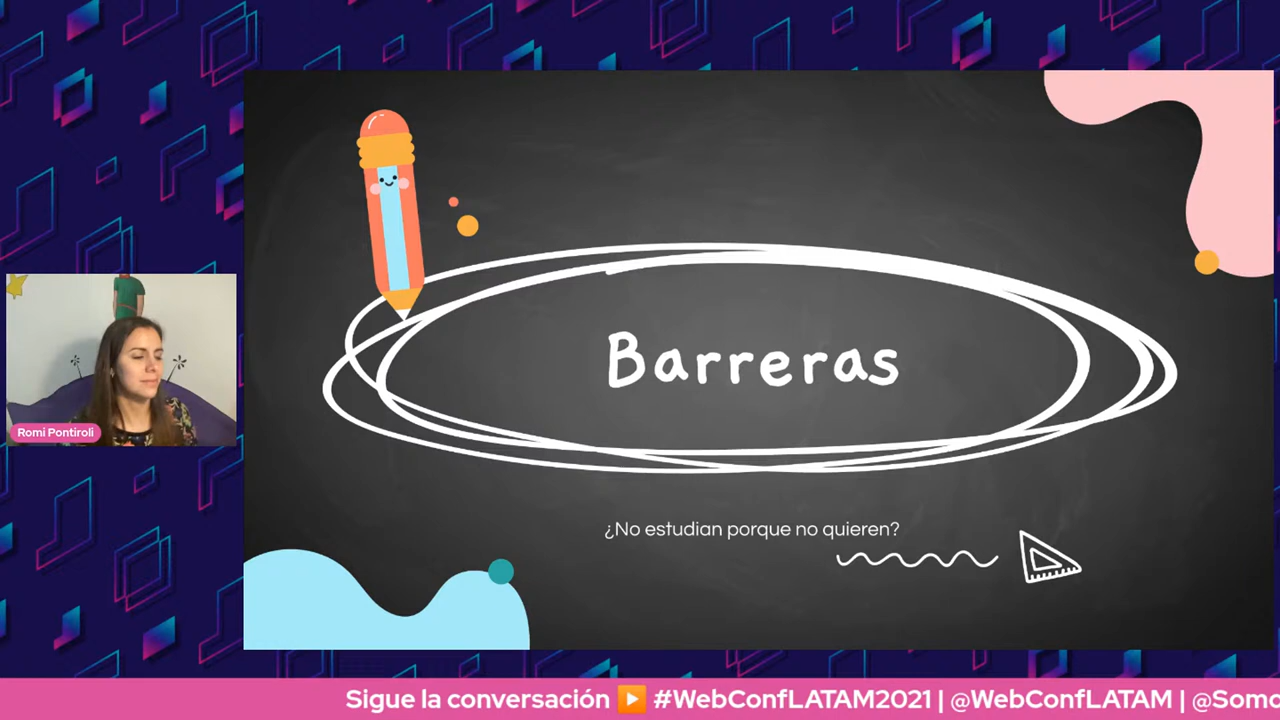 Barreras
¿No estudian porque no quieren?
Romi Pontiroli
Sigue la conversación ▶️ #WebConfLATAM2021 | @WebConfLATAM | @Somo